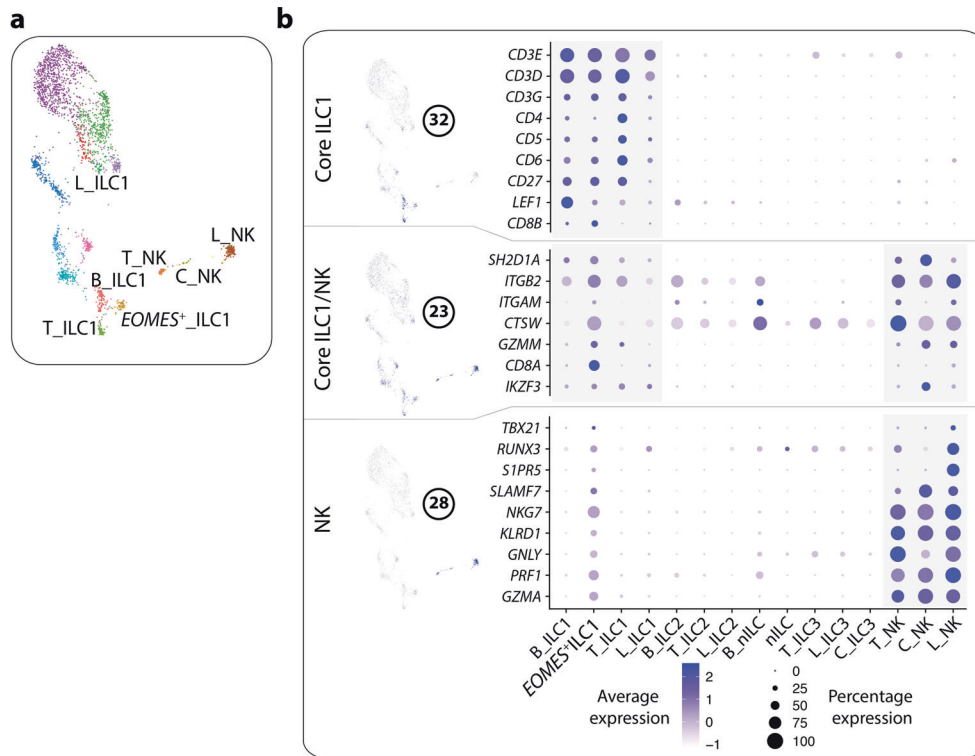 a
L_ILC1
L_NK
T_NK
C_NK
B_ILC1
T_ILC1
EOMES⁺_ILC1
b
Core ILC1
32
CD3E
CD3D
CD3G
CD4
CD5
CD6
CD27
LEF1
CD8B
Core ILC1/NK
23
SH2D1A
ITGB2
ITGAM
CTSW
GZMM
CD8A
IKZF3
NK
28
TBX21
RUNX3
S1PR5
SLAMF7
NKG7
KLRD1
GNLY
PRF1
GZMA
B_ILC1
EOMES⁺ILC1
T_ILC1
L_ILC1
B_ILC2
T_ILC2
L_ILC2
B_nILC
nILC
T_ILC3
L_ILC3
C_ILC3
T_NK
C_NK
L_NK
Average
expression
2
1
0
−1
0
25
50
75
100
Percentage
expression